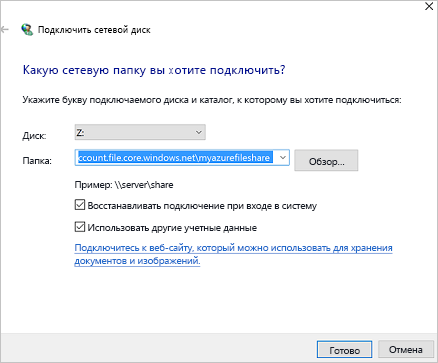 Подключить сетевой диск
Какую сетевую папку вы хотите подключить?
Укажите букву подключаемого диска и каталог, к которому вы хотите подключиться:
Диск: Z:
Папка: ccount.file.core.windows.net\myazurefileshare Обзор...
Пример: \\server\share
Восстанавливать подключение при входе в систему
Использовать другие учетные данные
Подключитесь к веб-сайту, который можно использовать для хранения
документов и изображений.
Готово Отмена